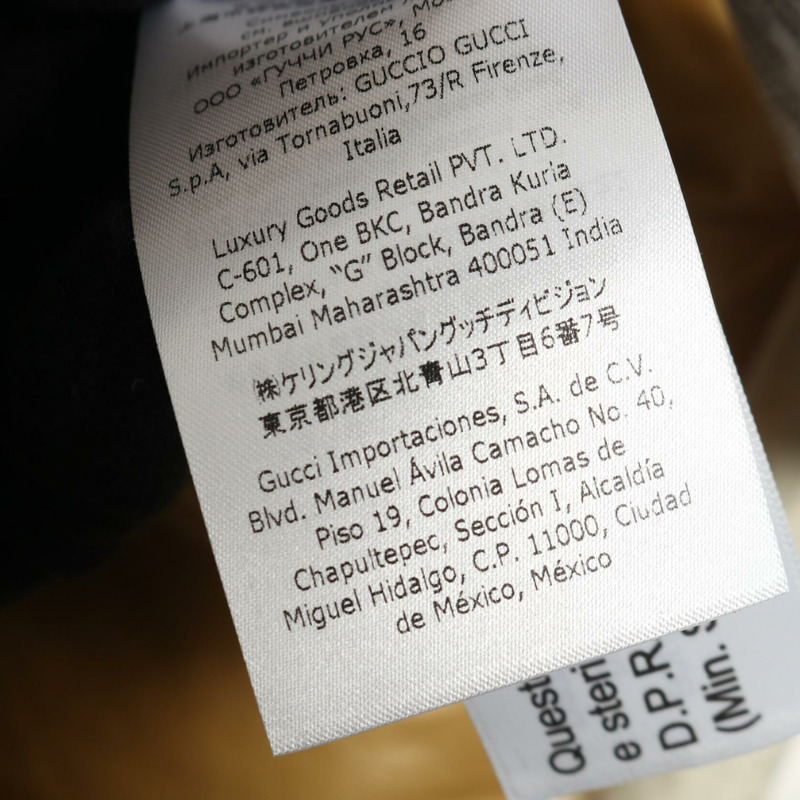 см. внутри
Импортер и упол
изготовителем
ООО «ГУЧЧИ РУС», Мо
Петровка, 16
Изготовитель: GUCCIO GUCCI
S.p.A, via Tornabuoni,73/R Firenze,
Italia
Luxury Goods Retail PVT. LTD.
C-601, One BKC, Bandra Kurla
Complex, “G” Block, Bandra (E)
Mumbai Maharashtra 400051 India
㈱ケリングジャパングッチディビジョン
東京都港区北青山3丁目6番7号
Gucci Importaciones, S.A. de C.V.
Blvd. Manuel Ávila Camacho No. 40,
Piso 19, Colonia Lomas de
Chapultepec, Sección I, Alcaldía
Miguel Hidalgo, C.P. 11000, Ciudad
de México, México
Quest
e steri
D.P.R
(Min. S